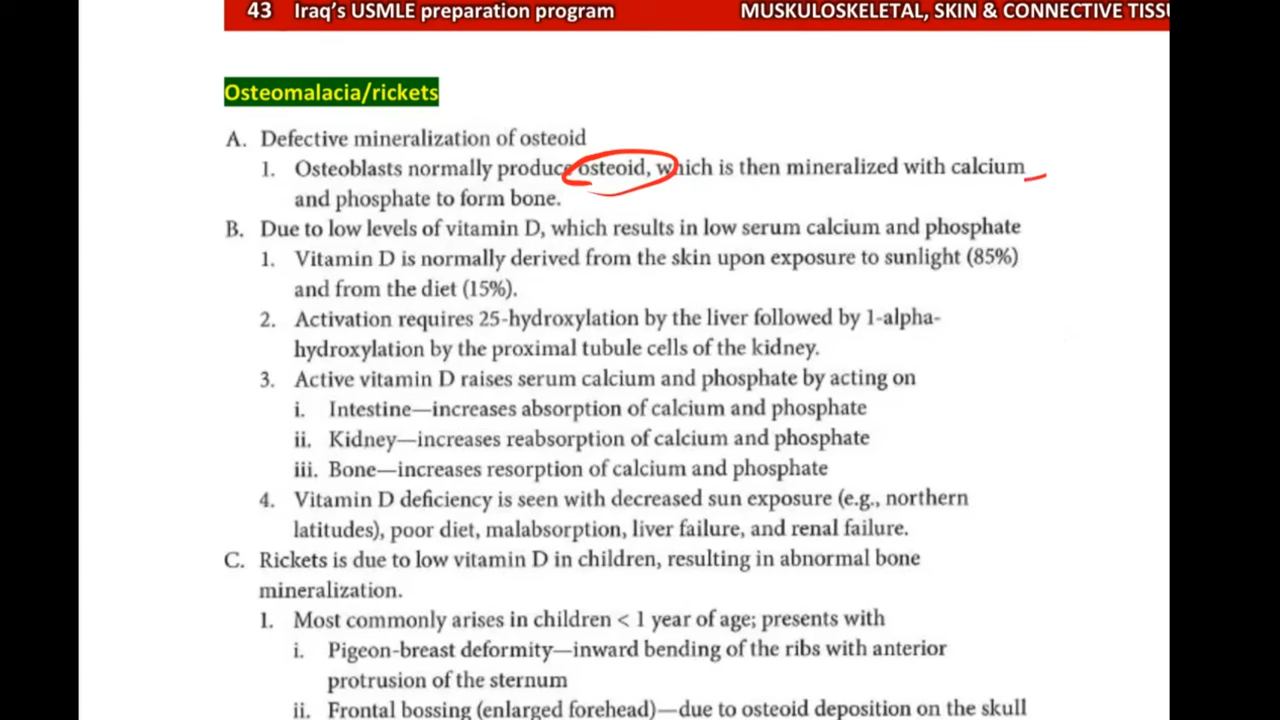 43 Iraq's USMLE preparation program MUSKULOSKELETAL, SKIN & CONNECTIVE
Osteomalacia/rickets
A. Defective mineralization of osteoid
1. Osteoblasts normally produce osteoid, which is then mineralized with calcium
and phosphate to form bone.
B. Due to low levels of vitamin D, which results in low serum calcium and phosphate
1. Vitamin D is normally derived from the skin upon exposure to sunlight (85%)
and from the diet (15%).
2. Activation requires 25-hydroxylation by the liver followed by 1-alpha-
hydroxylation by the proximal tubule cells of the kidney.
3. Active vitamin D raises serum calcium and phosphate by acting on
i. Intestine—increases absorption of calcium and phosphate
ii. Kidney—increases reabsorption of calcium and phosphate
iii. Bone—increases resorption of calcium and phosphate
4. Vitamin D deficiency is seen with decreased sun exposure (e.g., northern
latitudes), poor diet, malabsorption, liver failure, and renal failure.
C. Rickets is due to low vitamin D in children, resulting in abnormal bone
mineralization.
1. Most commonly arises in children < 1 year of age; presents with
i. Pigeon-breast deformity—inward bending of the ribs with anterior
protrusion of the sternum
ii. Frontal bossing (enlarged forehead)—due to osteoid deposition on the skull